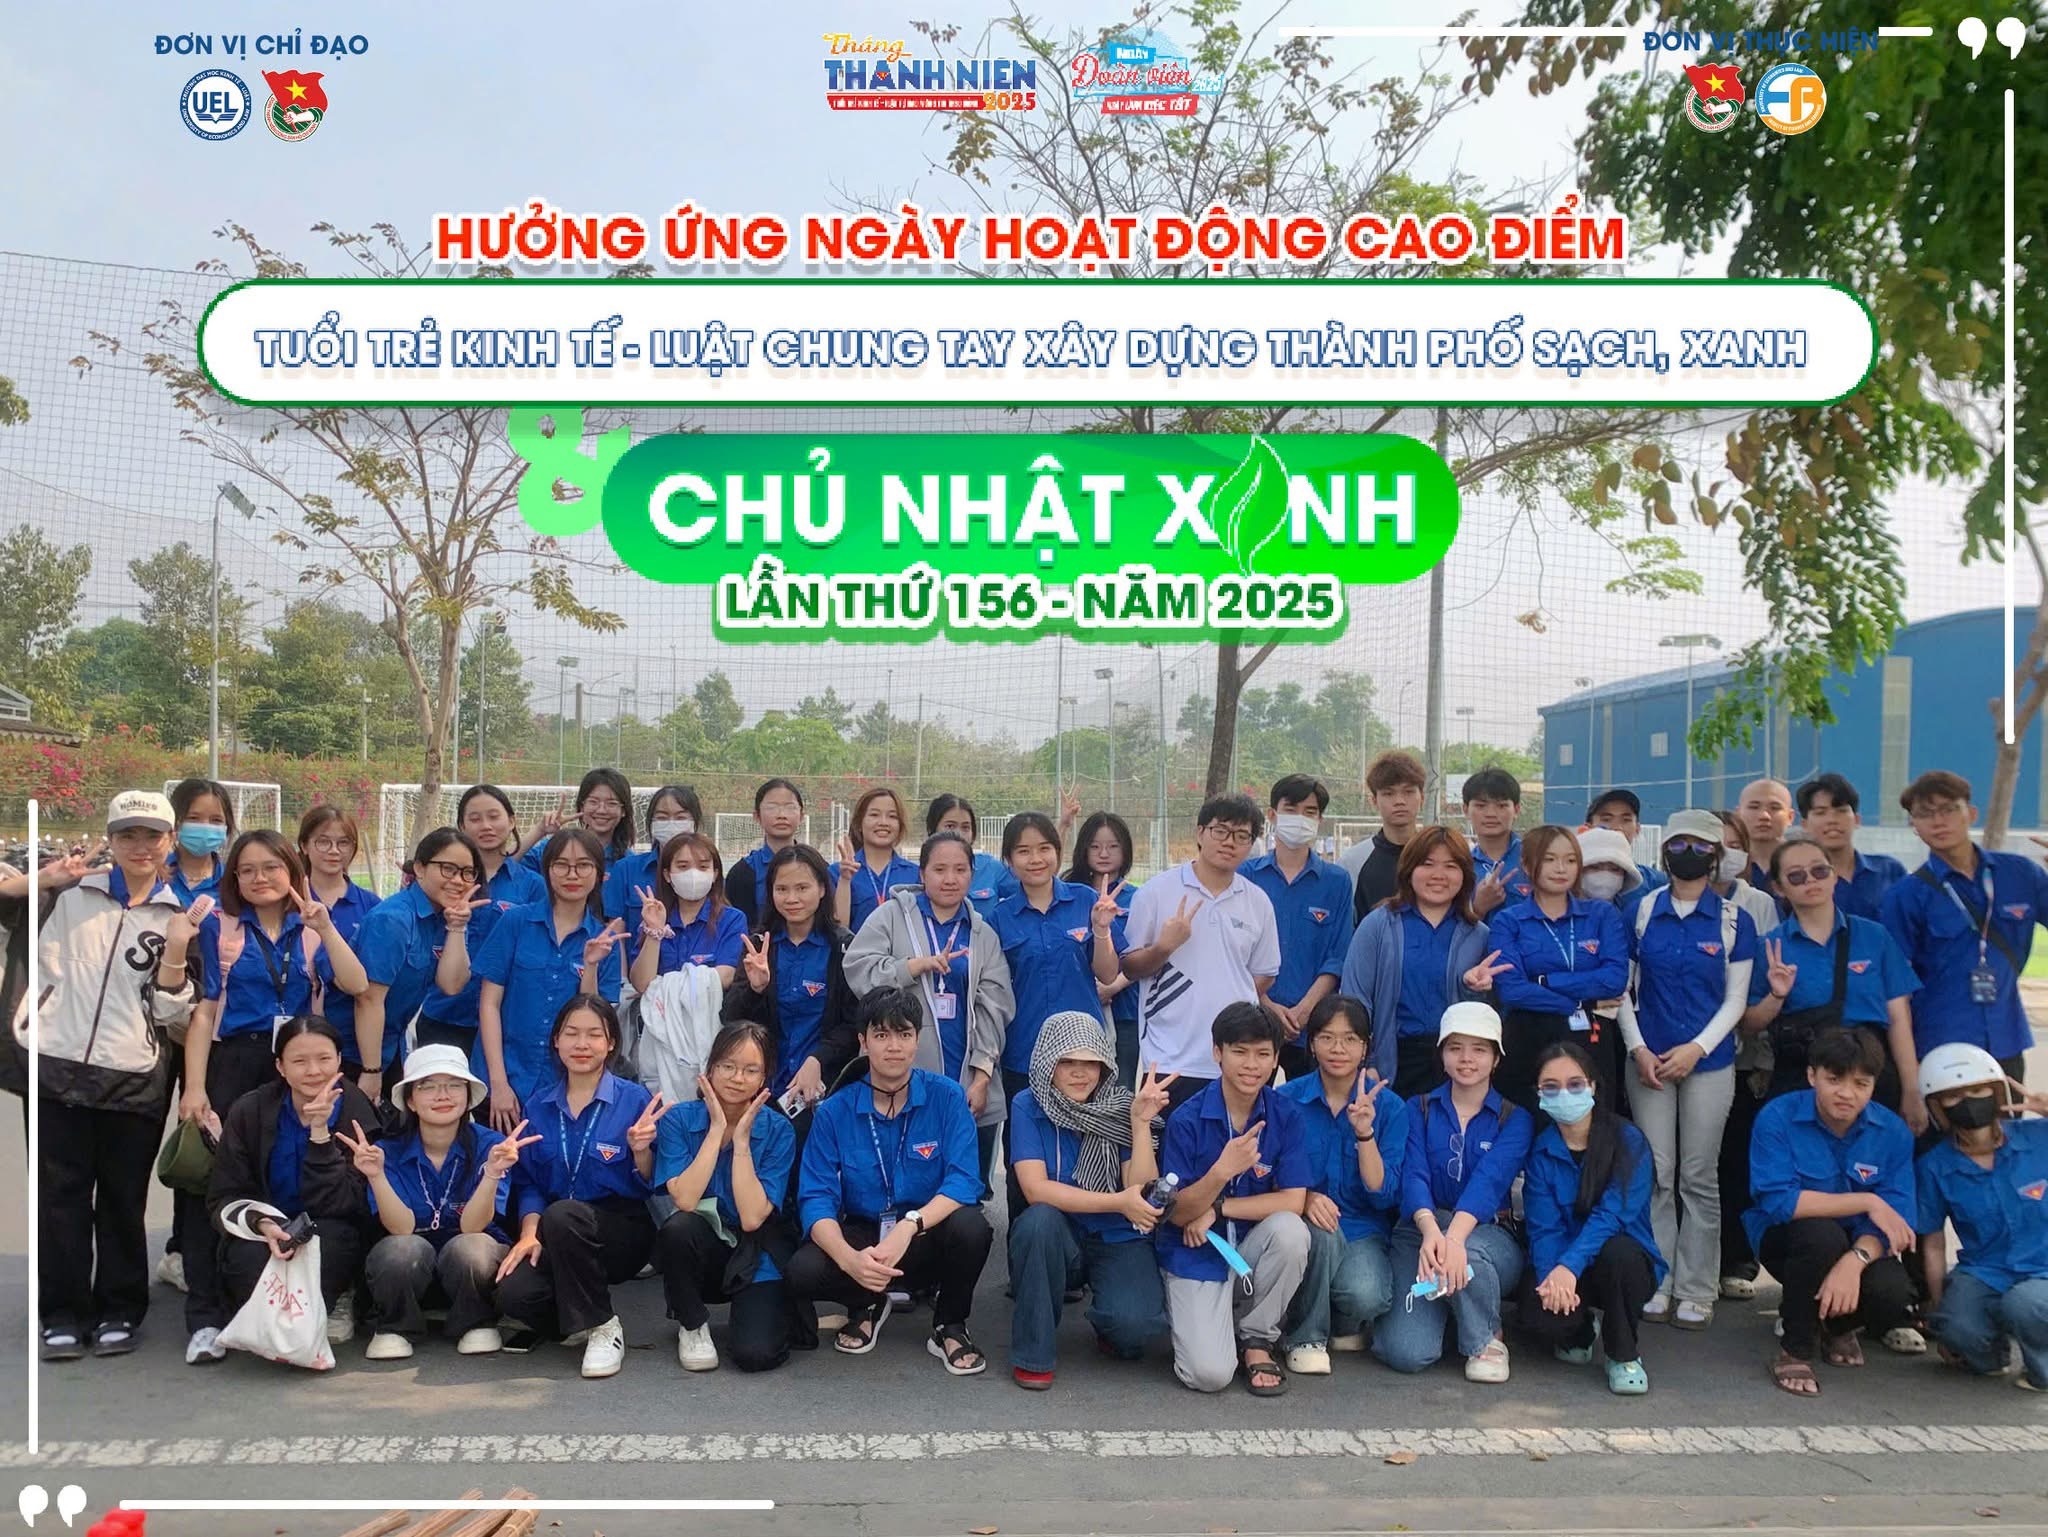 ĐƠN VỊ CHỈ ĐẠO
UEL
Tháng
THANH NIÊN
2025
NGÀY
Đoàn viên
2025
ĐƠN VỊ THỰC HIỆN
HƯỞNG ỨNG NGÀY HOẠT ĐỘNG CAO ĐIỂM
TUỔI TRẺ KINH TẾ - LUẬT CHUNG TAY XÂY DỰNG THÀNH PHỐ SẠCH, XANH
&
CHỦ NHẬT XANH
LẦN THỨ 156 - NĂM 2025